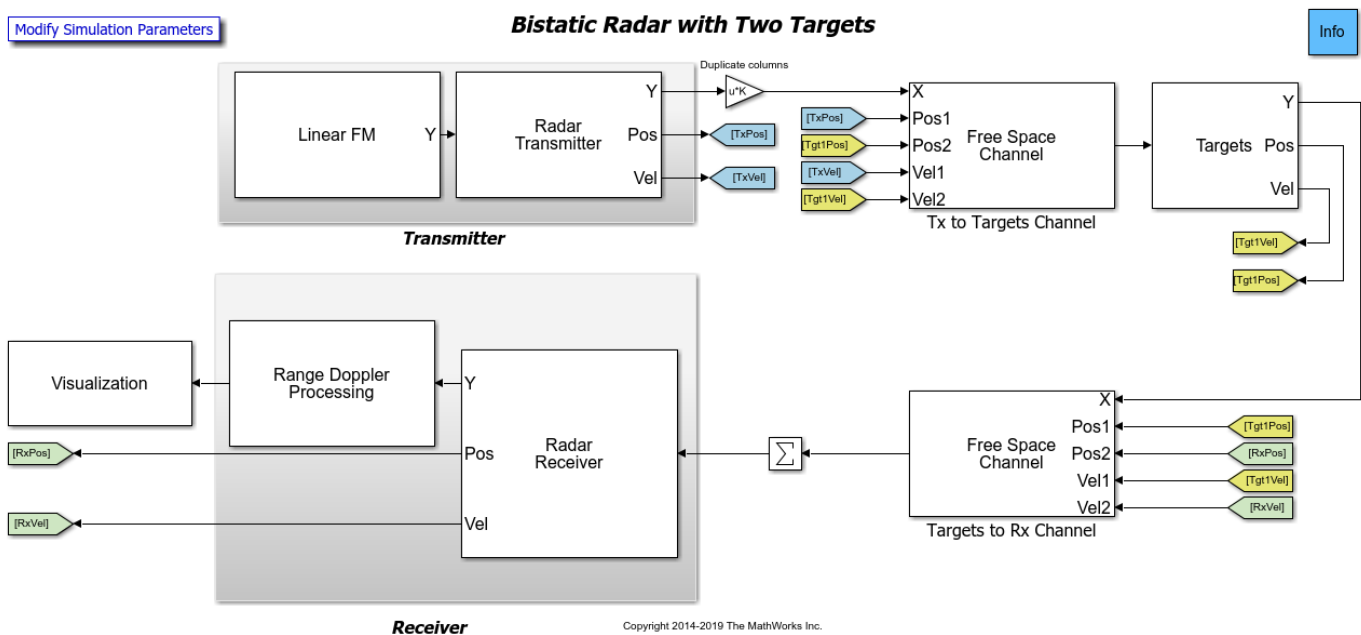 Modify Simulation Parameters
Bistatic Radar with Two Targets
Info
Linear FM
Y
Radar
Transmitter
Y
Pos
Vel
Transmitter
Duplicate columns
u*K
[TxPos]
[TxVel]
[TxPos]
[Tgt1Pos]
[TxVel]
[Tgt1Vel]
X
Pos1
Pos2
Vel1
Vel2
Free Space
Channel
Tx to Targets Channel
Targets
Y
Pos
Vel
[Tgt1Vel]
[Tgt1Pos]
Visualization
Range Doppler
Processing
Y
Pos
Vel
Radar
Receiver
[RxPos]
[RxVel]
Σ
Free Space
Channel
X
Pos1
Pos2
Vel1
Vel2
[Tgt1Pos]
[RxPos]
[Tgt1Vel]
[RxVel]
Targets to Rx Channel
Receiver
Copyright 2014-2019 The MathWorks Inc.